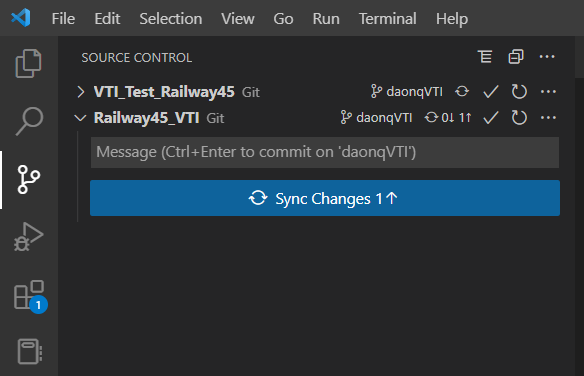 File Edit Selection View Go Run Terminal Help
SOURCE CONTROL
VTI_Test_Railway45 Git daonqVTI
Railway45_VTI Git daonqVTI 0↓ 1↑
Message (Ctrl+Enter to commit on 'daonqVTI')
Sync Changes 1↑
1